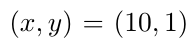 (x, y) = (10, 1)